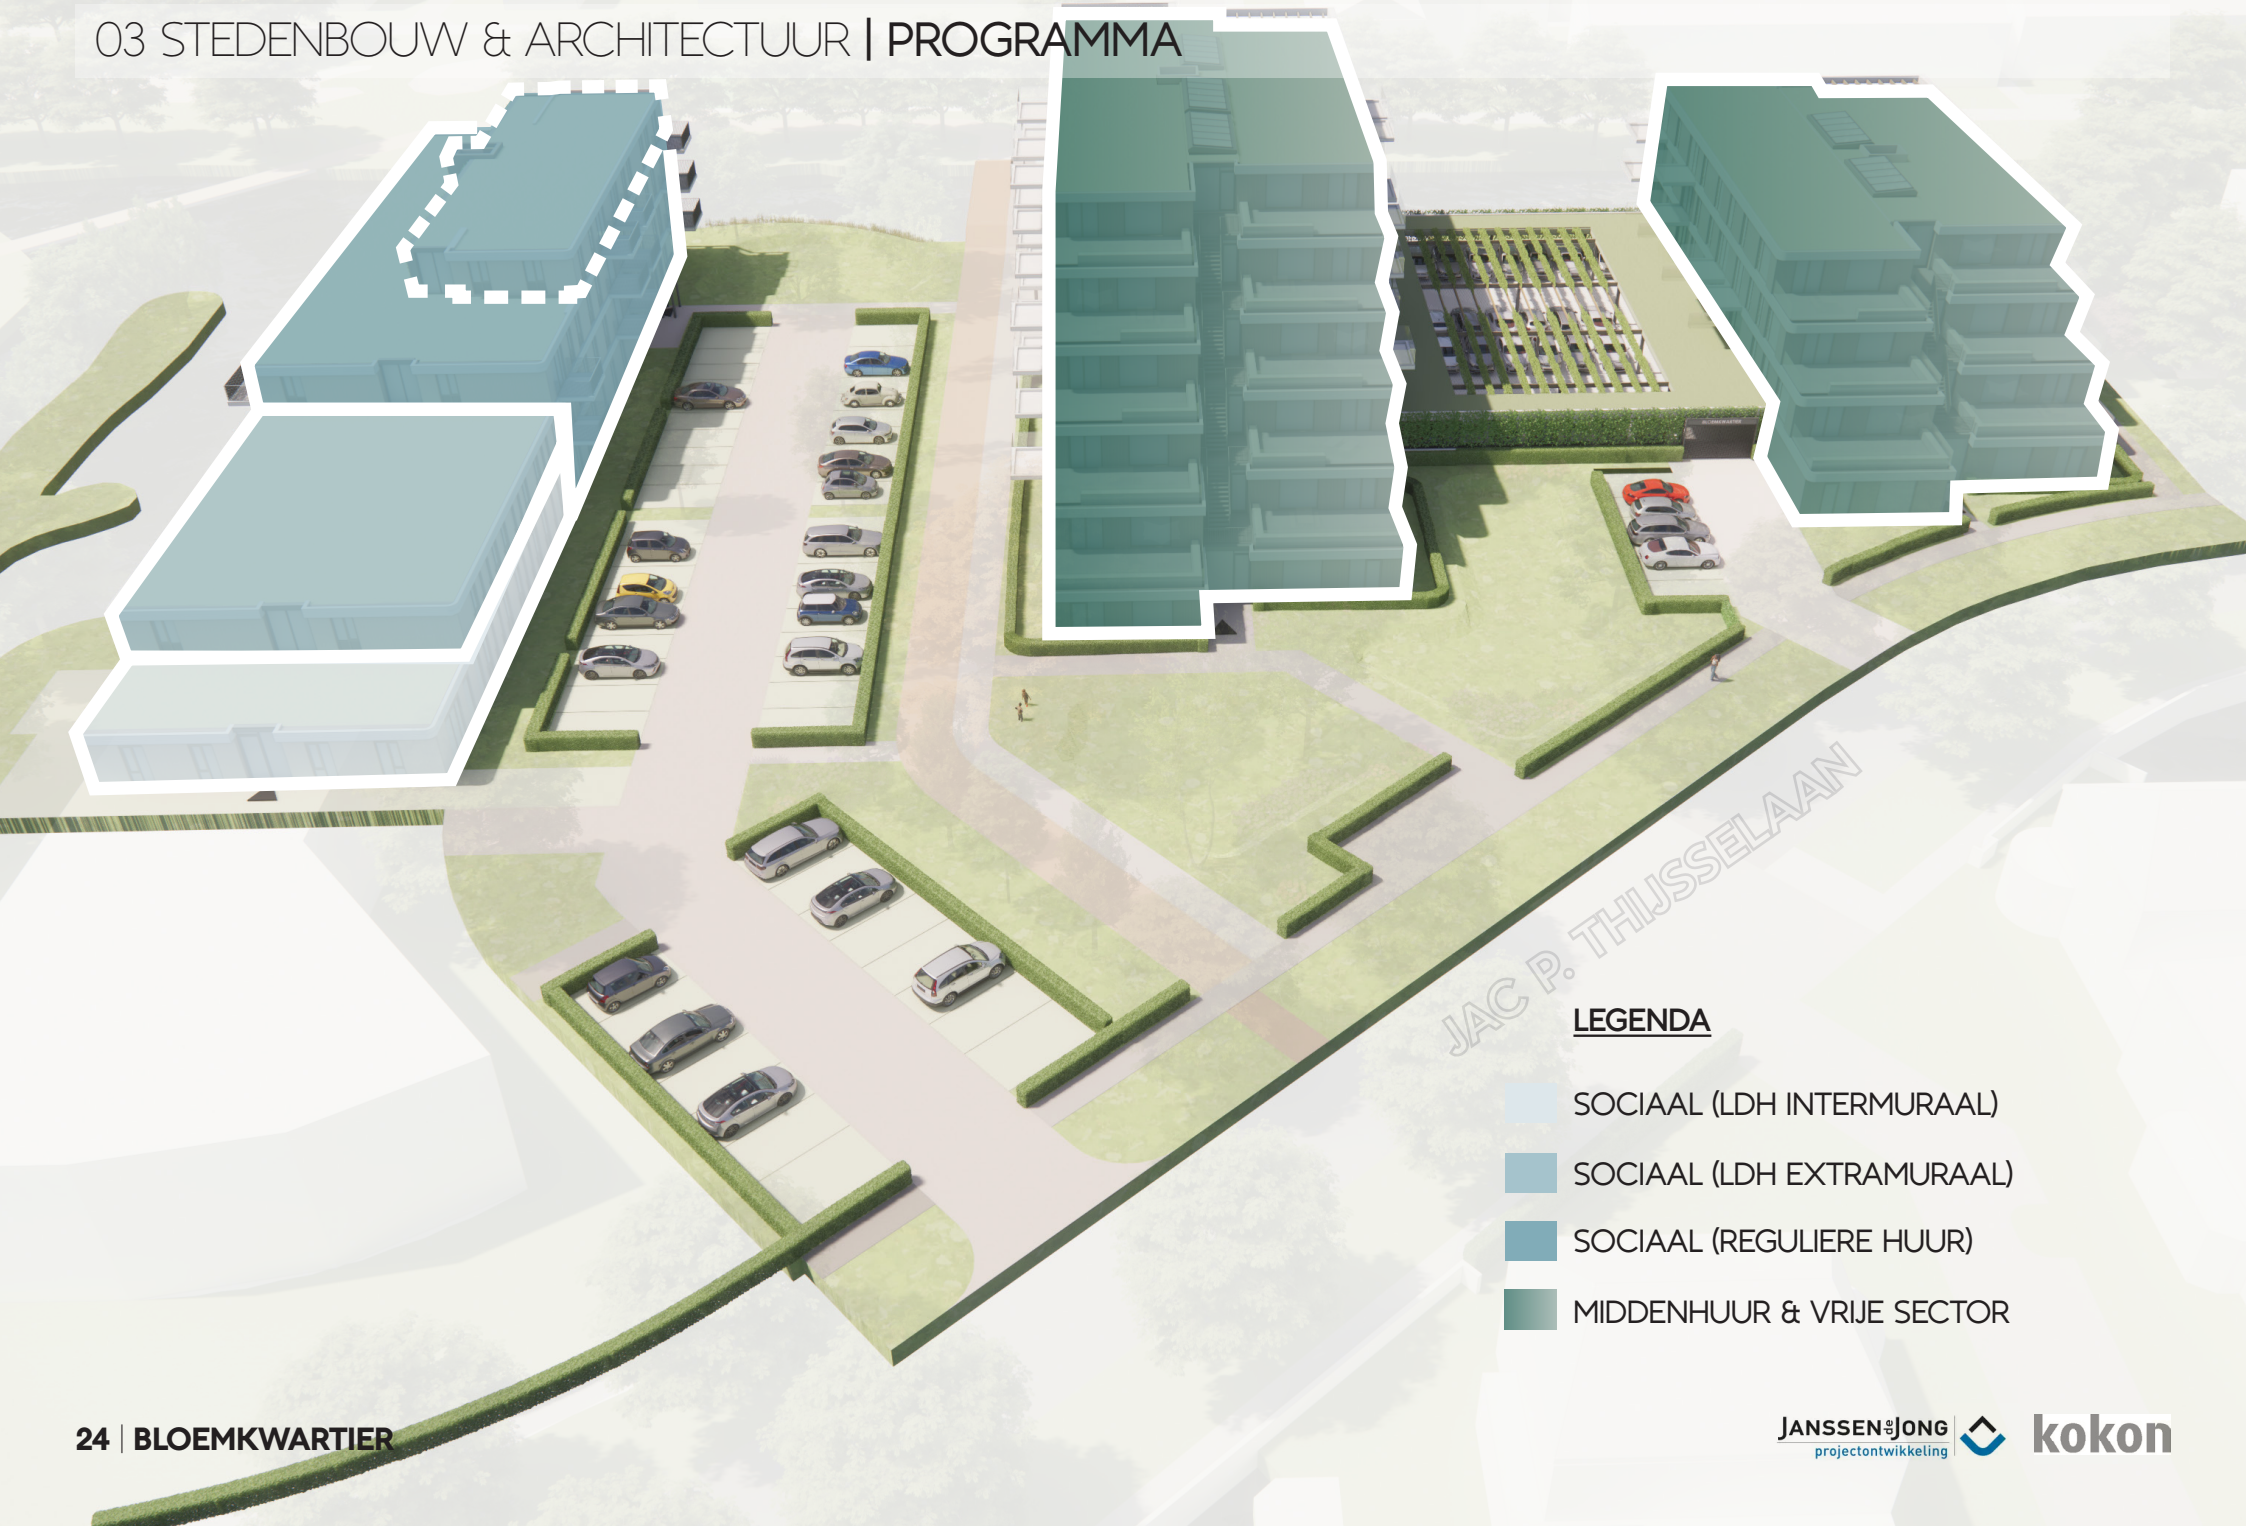 03 STEDENBOUW & ARCHITECTUUR | PROGRAMMA
JAC P. THIJSSELAAN
LEGENDA
SOCIAAL (LDH INTERMURAAL)
SOCIAAL (LDH EXTRAMURAAL)
SOCIAAL (REGULIERE HUUR)
MIDDENHUUR & VRIJE SECTOR
24 | BLOEMKWARTIER
JANSSEN de JONG
projectontwikkeling
kokon